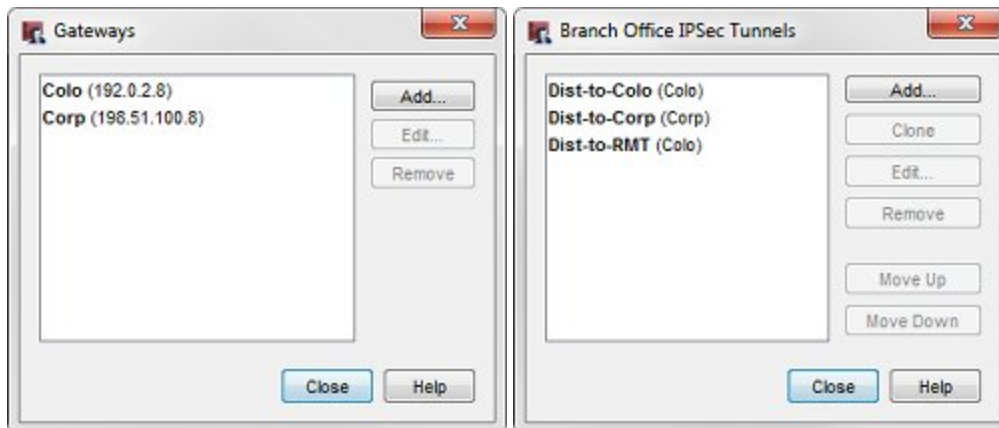 Gateways
Colo (192.0.2.8)
Corp (198.51.100.8)
Add...
Edit...
Remove
Close
Help
Branch Office IPSec Tunnels
Dist-to-Colo (Colo)
Dist-to-Corp (Corp)
Dist-to-RMT (Colo)
Add...
Clone
Edit...
Remove
Move Up
Move Down
Close
Help